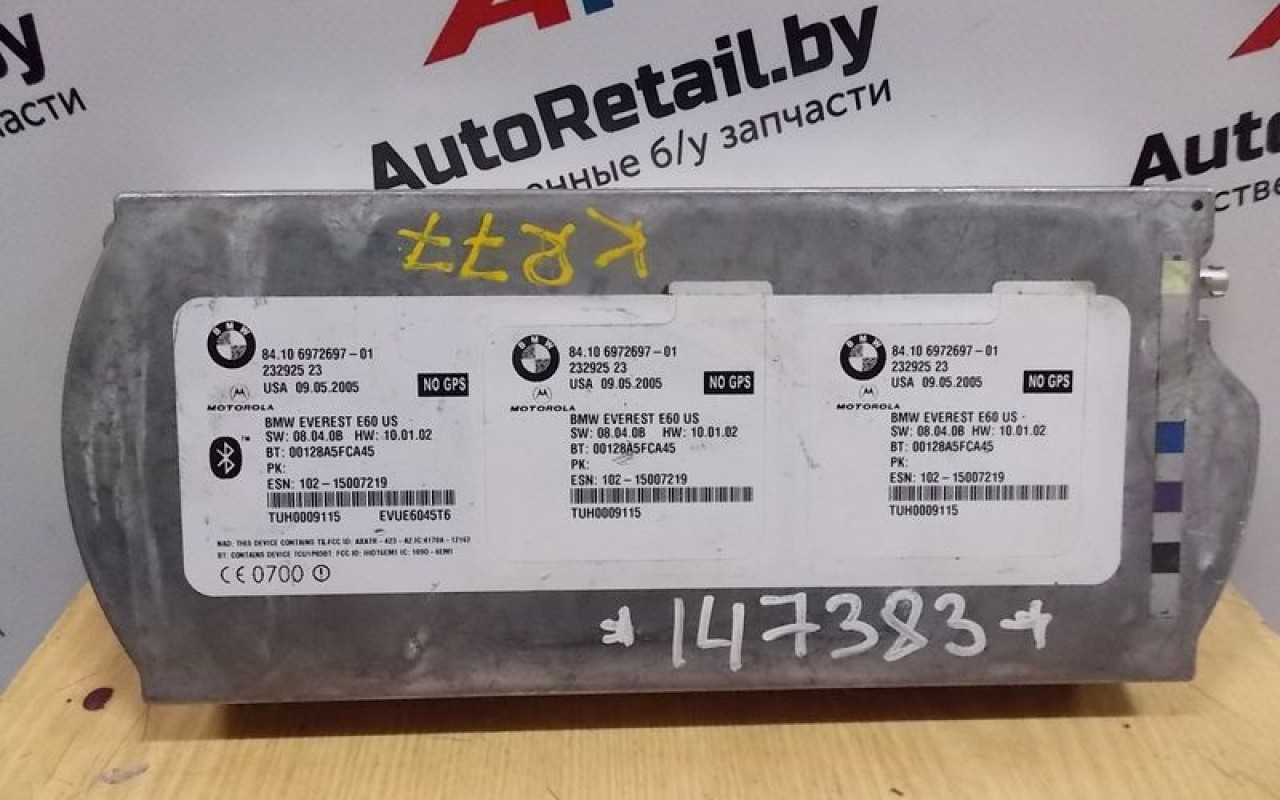 AutoRetail.by
б/у запчасти
KR77
BMW
84.10 6972697-01
232925 23
USA 09.05.2005
NO GPS
MOTOROLA
BMW EVEREST E60 US
SW: 08.04.0B HW: 10.01.02
BT: 00128A5FCA45
PK:
ESN: 102-15007219
TUH0009115 EVUE6045T6
CE 0700
BMW
84.10 6972697-01
232925 23
USA 09.05.2005
NO GPS
MOTOROLA
BMW EVEREST E60 US
SW: 08.04.0B HW: 10.01.02
BT: 00128A5FCA45
PK:
ESN: 102-15007219
TUH0009115
BMW
84.10 6972697-01
232925 23
USA 09.05.2005
NO GPS
MOTOROLA
BMW EVEREST E60 US
SW: 08.04.0B HW: 10.01.02
BT: 00128A5FCA45
PK:
ESN: 102-15007219
TUH0009115
*147383*